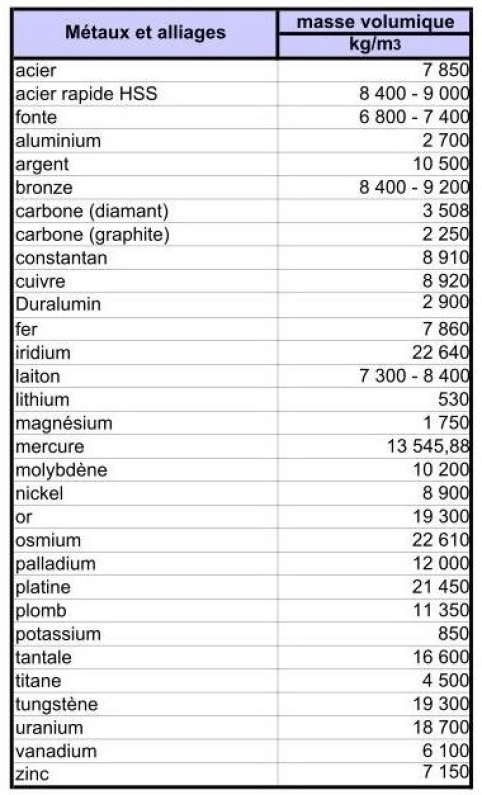 Métaux et alliages masse volumique
kg/m3
acier 7 850
acier rapide HSS 8 400 - 9 000
fonte 6 800 - 7 400
aluminium 2 700
argent 10 500
bronze 8 400 - 9 200
carbone (diamant) 3 508
carbone (graphite) 2 250
constantan 8 910
cuivre 8 920
Duralumin 2 900
fer 7 860
iridium 22 640
laiton 7 300 - 8 400
lithium 530
magnésium 1 750
mercure 13 545,88
molybdène 10 200
nickel 8 900
or 19 300
osmium 22 610
palladium 12 000
platine 21 450
plomb 11 350
potassium 850
tantale 16 600
titane 4 500
tungstène 19 300
uranium 18 700
vanadium 6 100
zinc 7 150